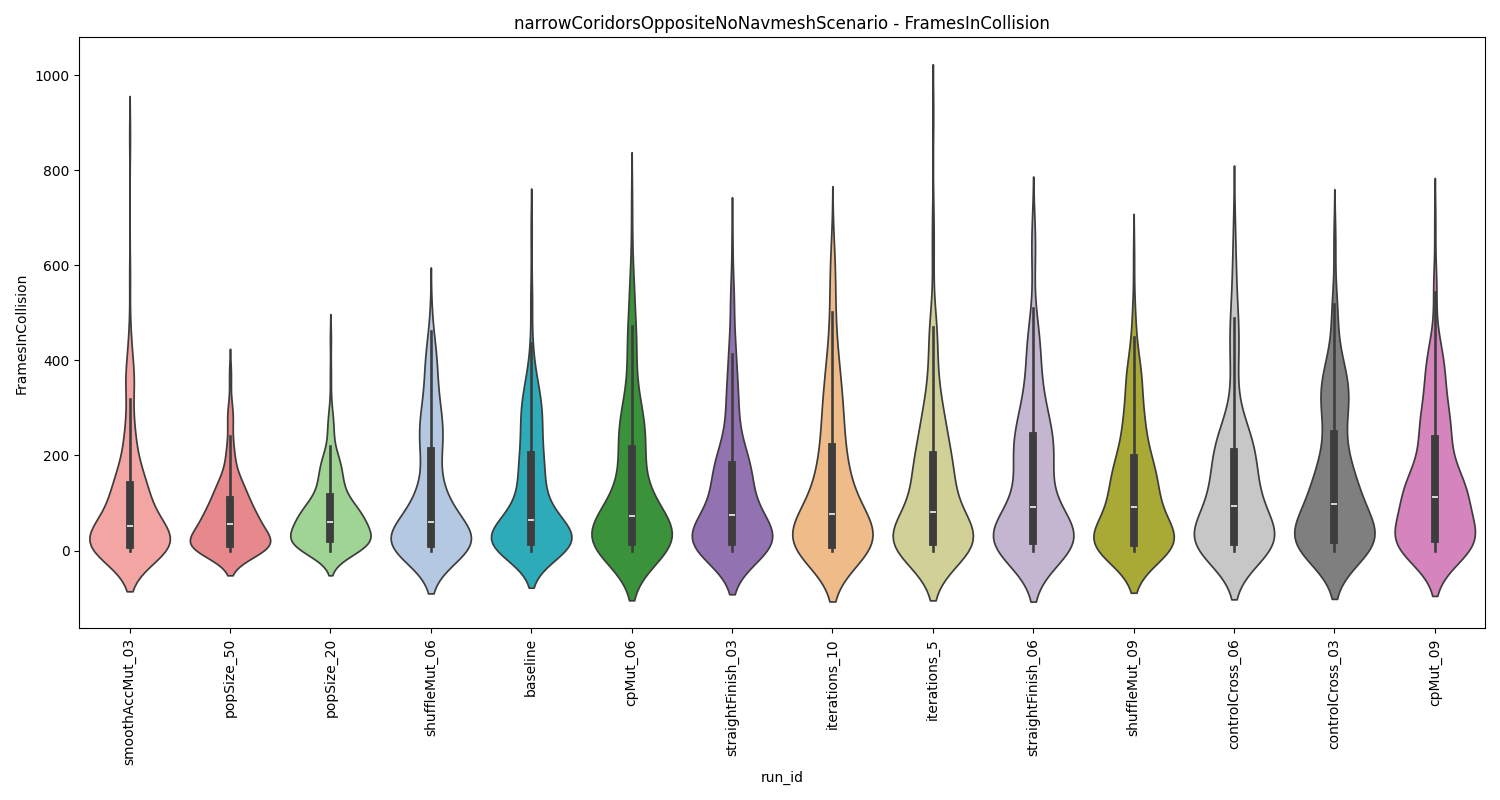 narrowCoridorsOppositeNoNavmeshScenario - FramesInCollision
FramesInCollision
1000
800
600
400
200
0
smoothAccMut_03
popSize_50
popSize_20
shuffleMut_06
baseline
cpMut_06
straightFinish_03
iterations_10
iterations_5
straightFinish_06
shuffleMut_09
controlCross_06
controlCross_03
cpMut_09
run_id